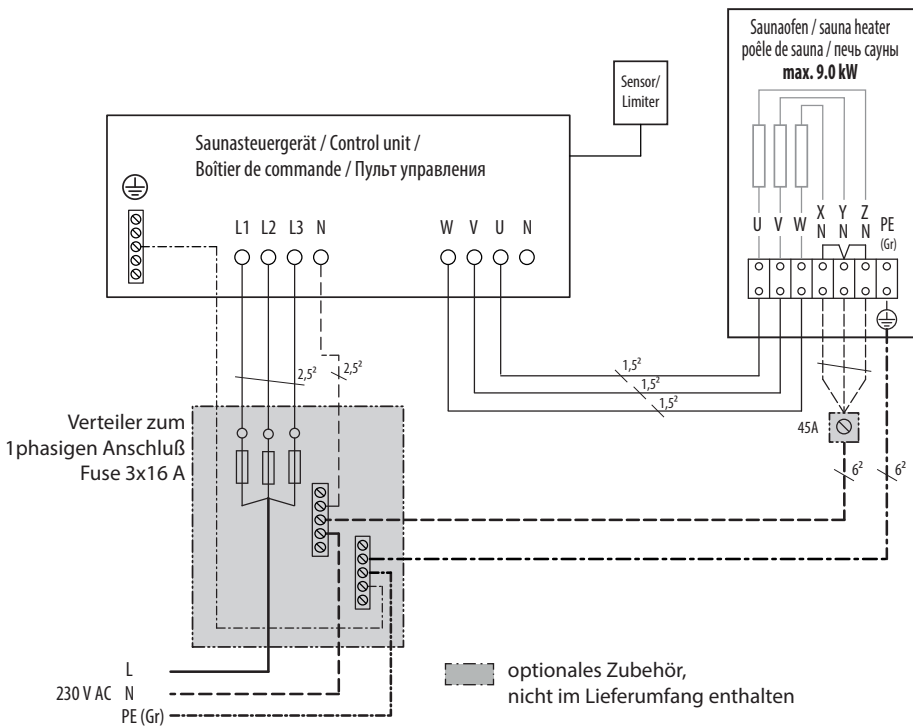 Saunaofen / sauna heater
poêle de sauna / печь сауны
max. 9.0 kW
Sensor/
Limiter
Saunasteuergerät / Control unit /
Boîtier de commande / Пульт управления
L1 L2 L3 N
W V U N
U V W X Y Z PE
N N N (Gr)
2,5²
2,5²
1,5²
1,5²
1,5²
Verteiler zum
1phasigen Anschluß
Fuse 3x16 A
45A
6²
6²
L
230 V AC N
PE (Gr)
optionales Zubehör,
nicht im Lieferumfang enthalten